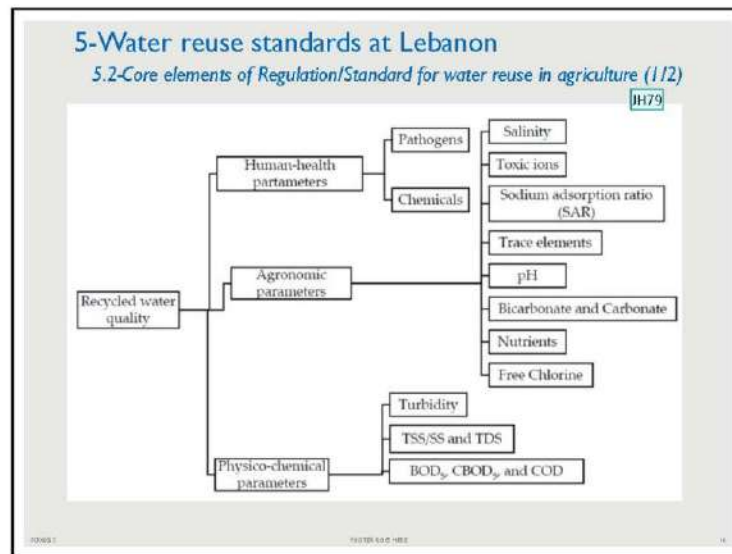 5-Water reuse standards at Lebanon
5.2-Core elements of Regulation/Standard for water reuse in agriculture (1/2)
JH79
Recycled water
quality
Human-health
partameters
Pathogens
Chemicals
Agronomic
parameters
Salinity
Toxic ions
Sodium adsorption ratio
(SAR)
Trace elements
pH
Bicarbonate and Carbonate
Nutrients
Free Chlorine
Physico-chemical
parameters
Turbidity
TSS/SS and TDS
BOD₅, CBOD₅, and COD